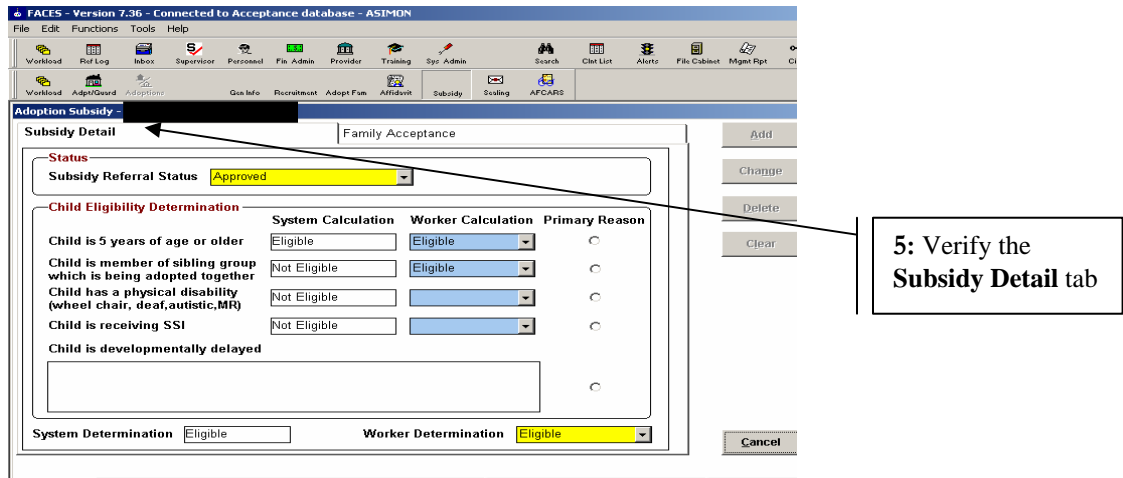 FACES - Version 7.36 - Connected to Acceptance database - ASIMON
File Edit Functions Tools Help
Workload Ref Log Inbox Supervisor Personnel Fin Admin Provider Training Sys Admin Search Clnt List Alerts File Cabinet Mgmt Rpt Ci
Workload Adpt/Guard Adoptions Gen Info Recruitment Adopt Fam Affidavit Subsidy Sealing AFCARS
Adoption Subsidy -
Subsidy Detail Family Acceptance Add
Status
Subsidy Referral Status Approved Change
Child Eligibility Determination Delete
System Calculation Worker Calculation Primary Reason
Child is 5 years of age or older Eligible Eligible Clear
Child is member of sibling group
which is being adopted together Not Eligible Eligible
Child has a physical disability
(wheel chair, deaf,autistic,MR) Not Eligible
Child is receiving SSI Not Eligible
Child is developmentally delayed
System Determination Eligible Worker Determination Eligible Cancel
5: Verify the
Subsidy Detail tab